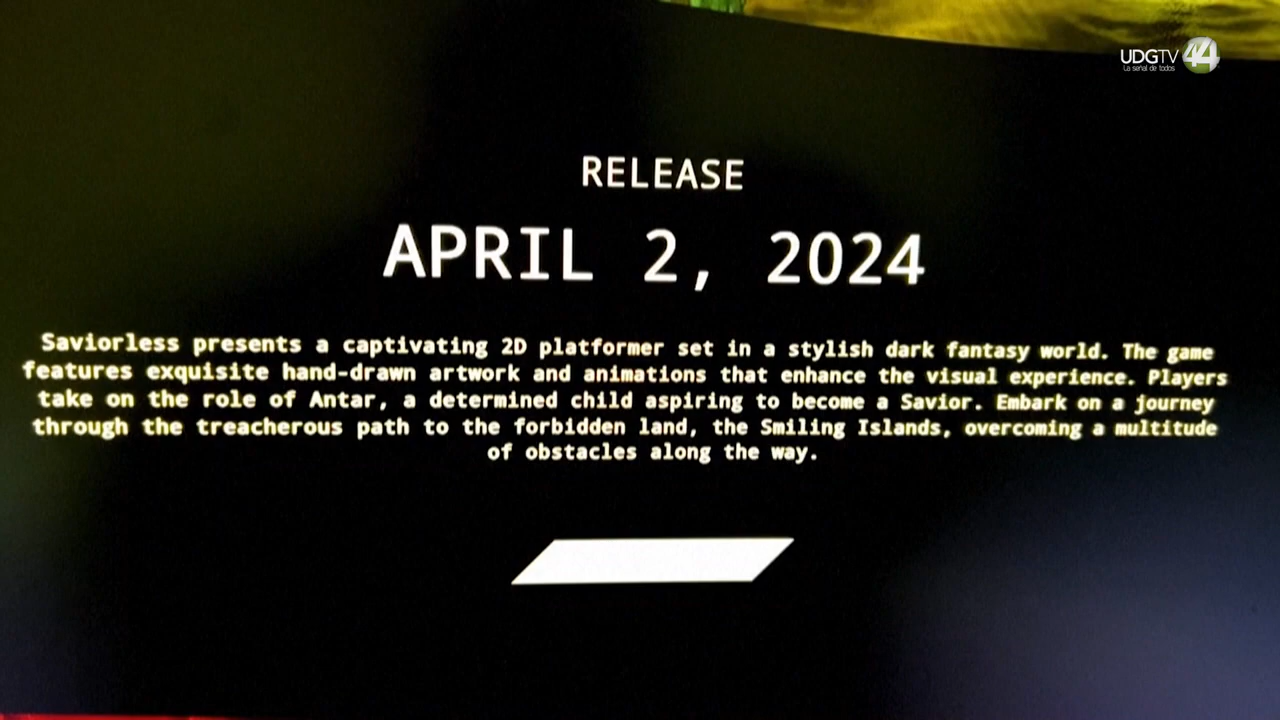 UDGTV 44
La señal de todos
RELEASE
APRIL 2, 2024
Saviorless presents a captivating 2D platformer set in a stylish dark fantasy world. The game
features exquisite hand-drawn artwork and animations that enhance the visual experience. Players
take on the role of Antar, a determined child aspiring to become a Savior. Embark on a journey
through the treacherous path to the forbidden land, the Smiling Islands, overcoming a multitude
of obstacles along the way.